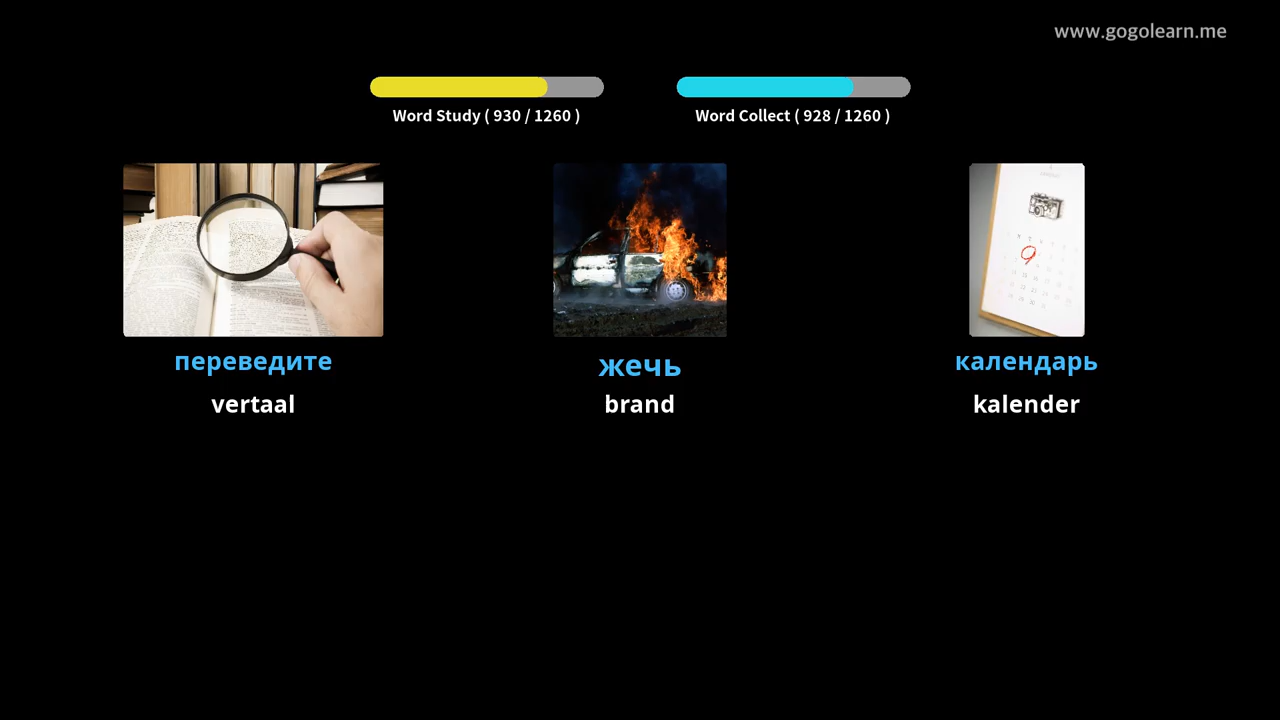 www.gogolearn.me
Word Study ( 930 / 1260 )
Word Collect ( 928 / 1260 )
переведите
жечь
календарь
vertaal
brand
kalender